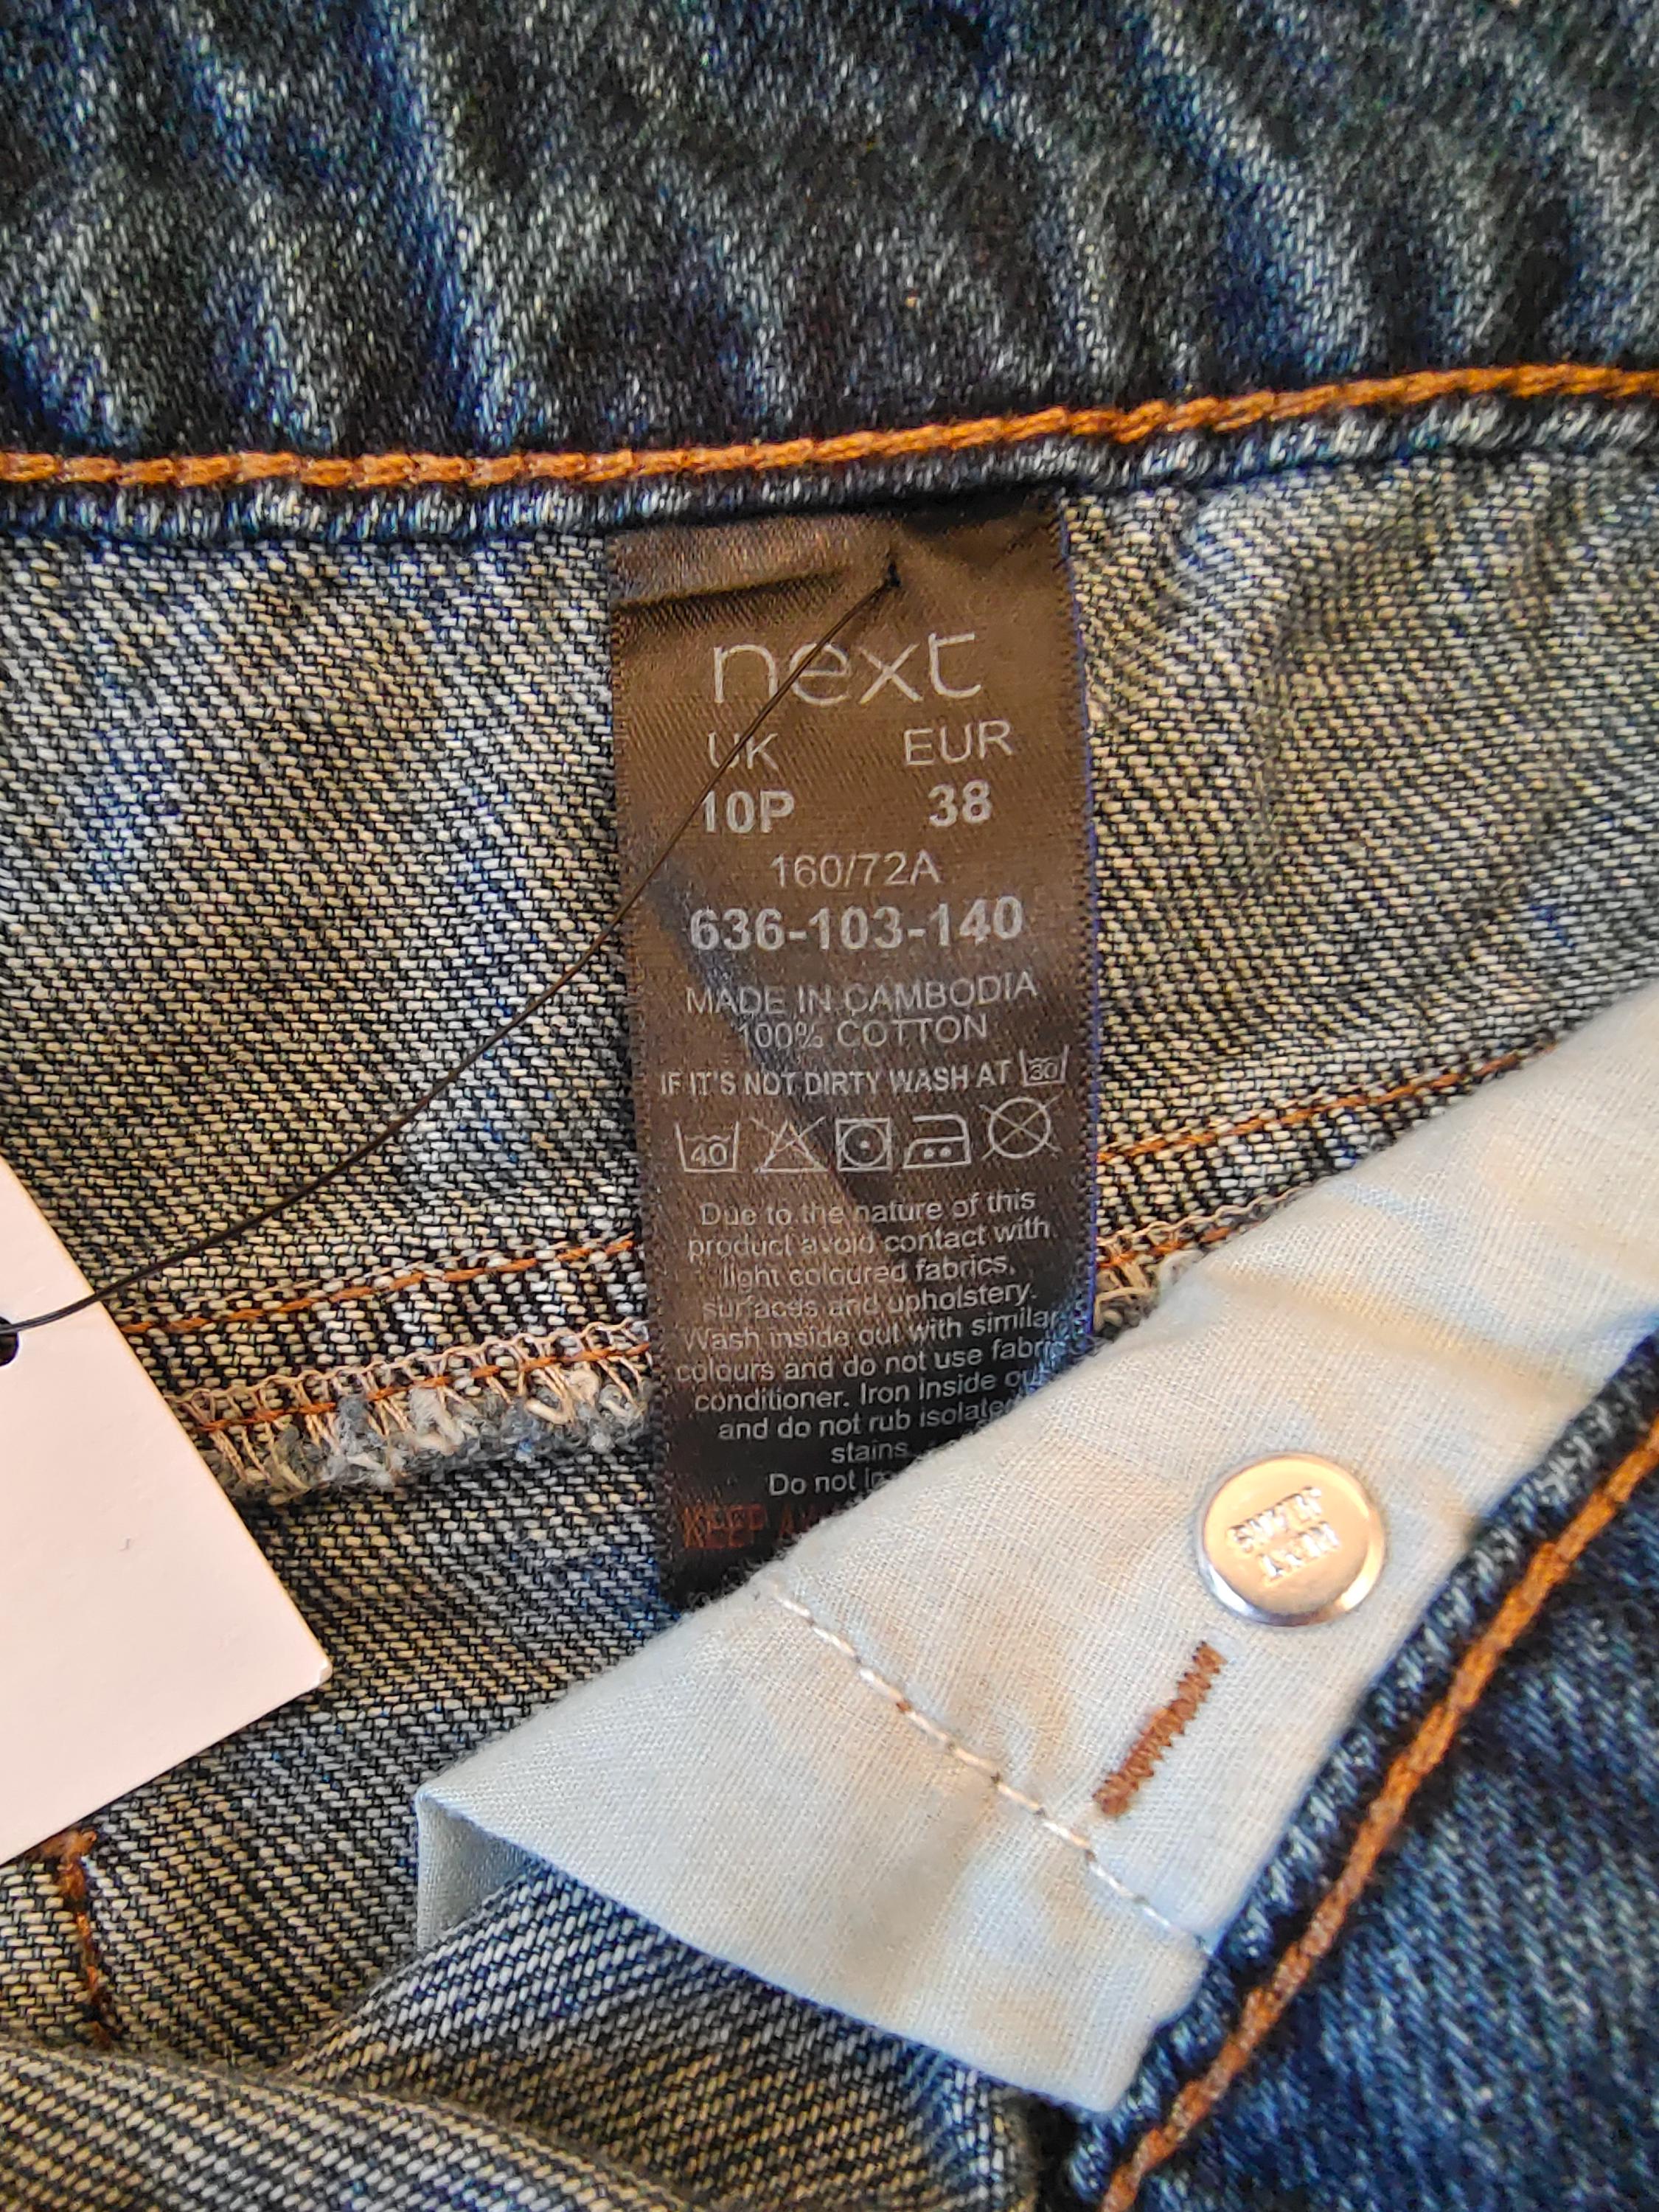 next
UK EUR
10P 38
160/72A
636-103-140
MADE IN CAMBODIA
100% COTTON
IF IT'S NOT DIRTY WASH AT 30
40
Due to the nature of this
product avoid contact with
light coloured fabrics,
surfaces and upholstery.
Wash inside out with similar
colours and do not use fabric
conditioner. Iron inside out
and do not rub isolated
stains
Do not
KEEP